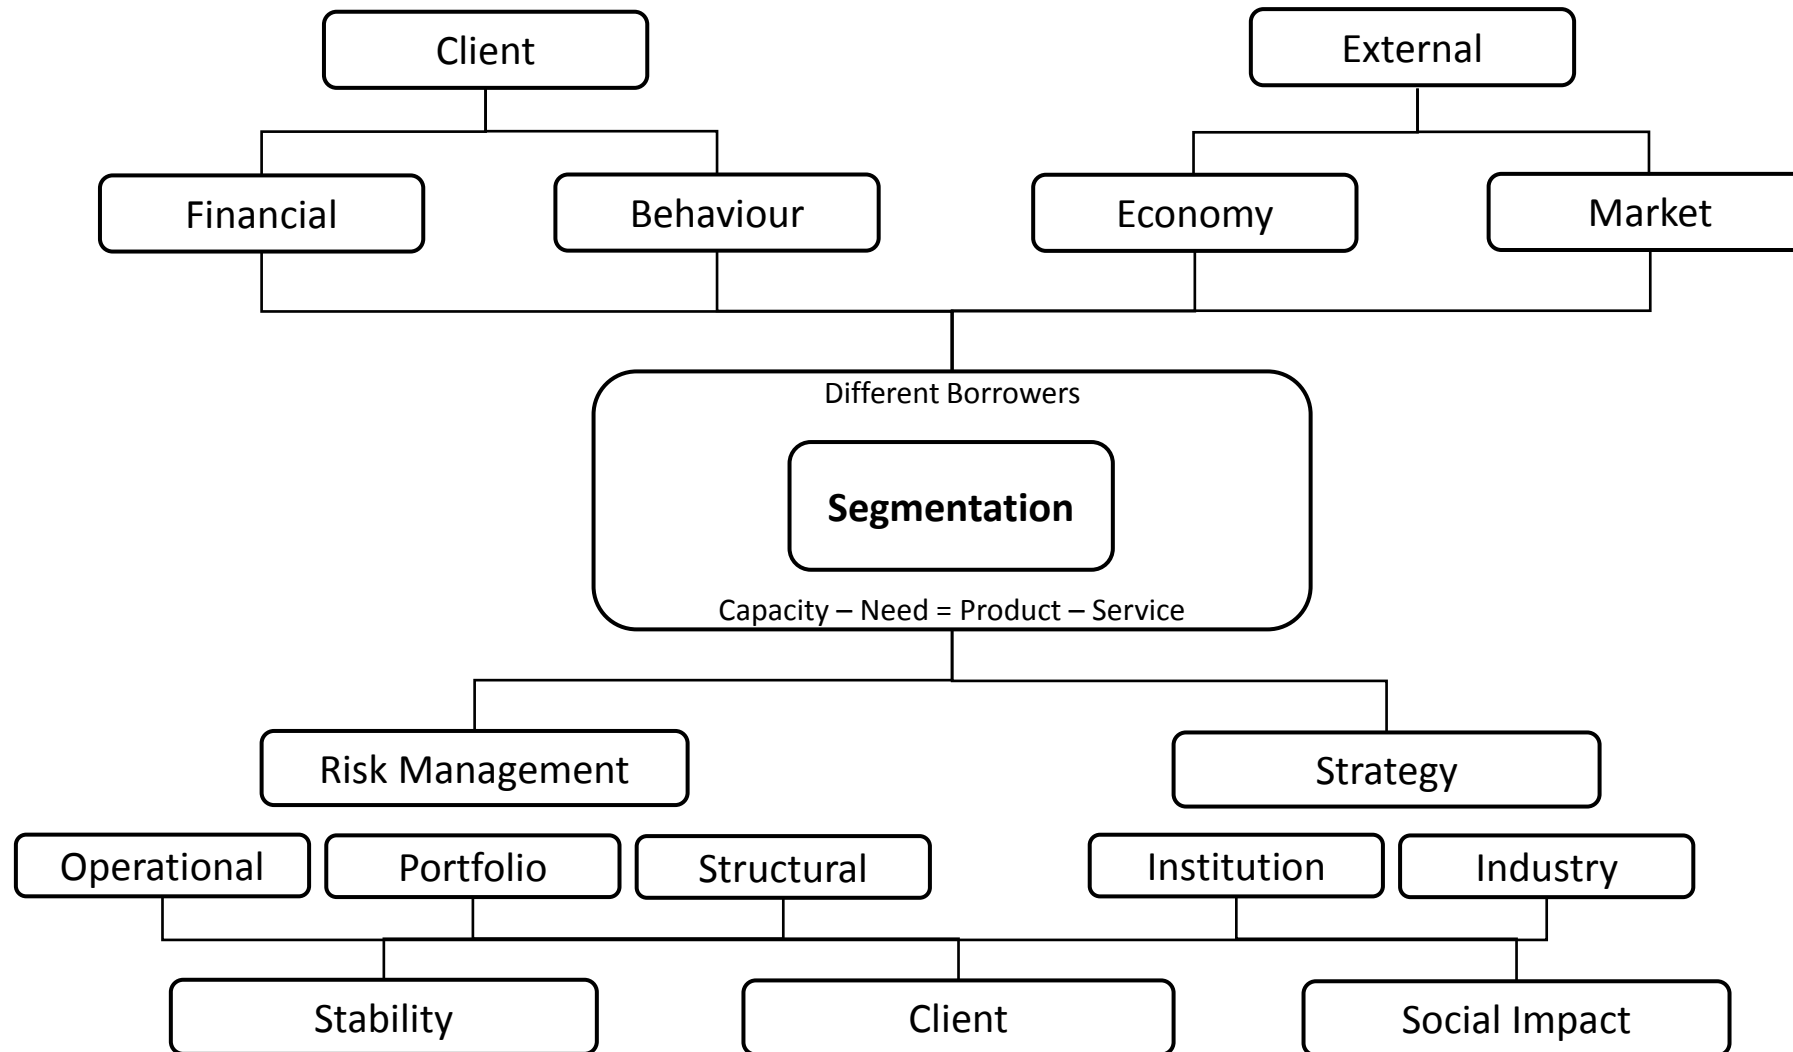 Client
External
Financial
Behaviour
Economy
Market
Different Borrowers
Segmentation
Capacity – Need = Product – Service
Risk Management
Strategy
Operational
Portfolio
Structural
Institution
Industry
Stability
Client
Social Impact